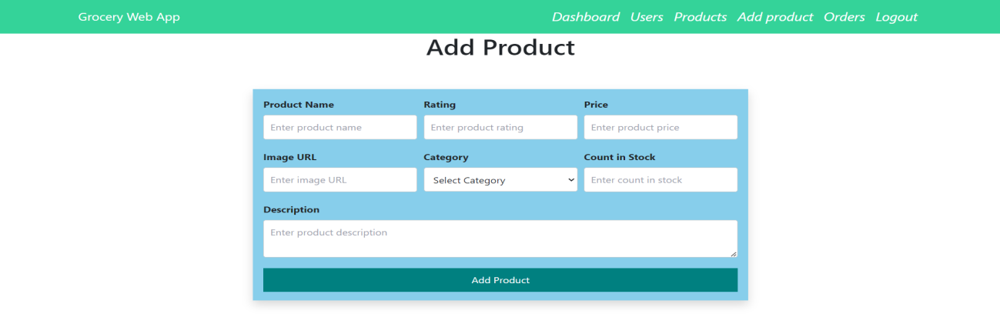 Grocery Web App Dashboard Users Products Add product Orders Logout
Add Product
Product Name Rating Price
Enter product name Enter product rating Enter product price
Image URL Category Count in Stock
Enter image URL Select Category Enter count in stock
Description
Enter product description
Add Product